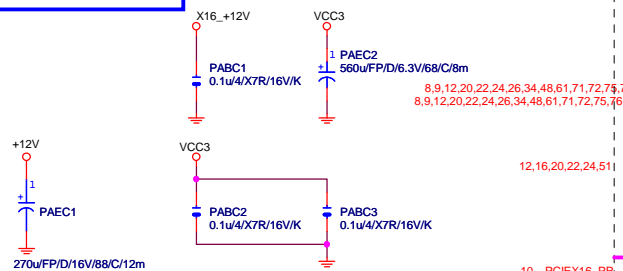 X16_+12V
VCC3
PABC1
0.1u/4/X7R/16V/K
1
PAEC2
+
560u/FP/D/6.3V/68/C/8m
8,9,12,20,22,24,26,34,48,61,71,72,75,7
8,9,12,20,22,24,26,34,48,61,71,72,75,76
+12V
VCC3
12,16,20,22,24,51
1
+
PAEC1
PABC2
0.1u/4/X7R/16V/K
PABC3
0.1u/4/X7R/16V/K
270u/FP/D/16V/88/C/12m